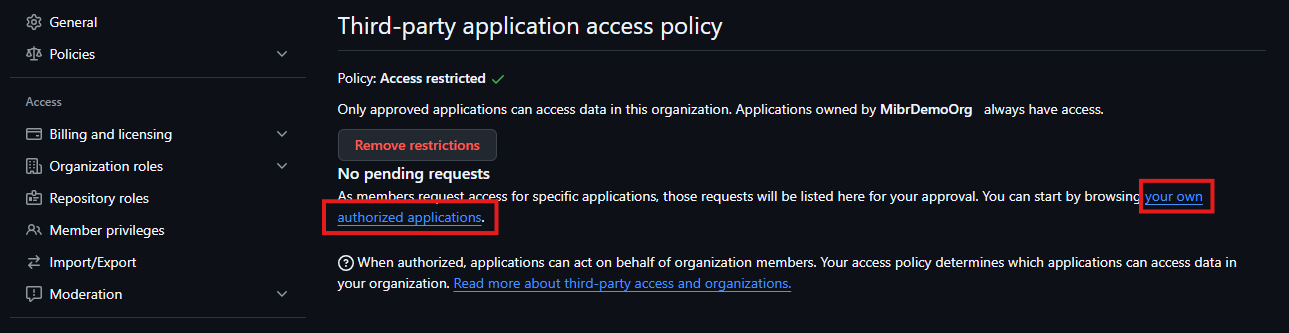 General
Policies
Access
Billing and licensing
Organization roles
Repository roles
Member privileges
Import/Export
Moderation
Third-party application access policy
Policy: Access restricted ✓
Only approved applications can access data in this organization. Applications owned by MibrDemoOrg always have access.
Remove restrictions
No pending requests
As members request access for specific applications, those requests will be listed here for your approval. You can start by browsing your own
authorized applications.
When authorized, applications can act on behalf of organization members. Your access policy determines which applications can access data in
your organization. Read more about third-party access and organizations.